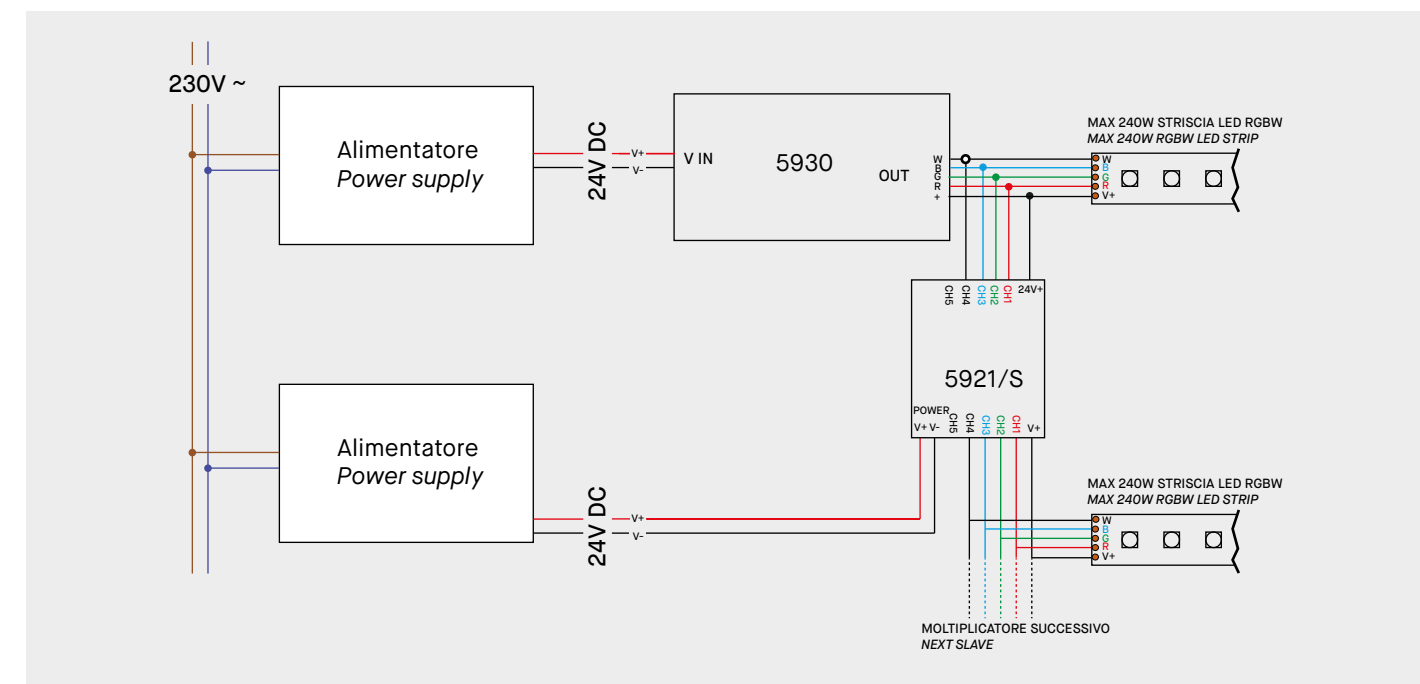 230V ~
Alimentatore
Power supply
24V DC
V+
V-
V IN
5930
OUT
W
B
G
R
+
MAX 240W STRISCIA LED RGBW
MAX 240W RGBW LED STRIP
W
B
G
R
V+
CH5
CH4
CH3
CH2
CH1
24V+
5921/S
POWER
V+ V-
CH5
CH4
CH3
CH2
CH1
V+
Alimentatore
Power supply
24V DC
V+
V-
MAX 240W STRISCIA LED RGBW
MAX 240W RGBW LED STRIP
W
B
G
R
V+
MOLTIPLICATORE SUCCESSIVO
NEXT SLAVE